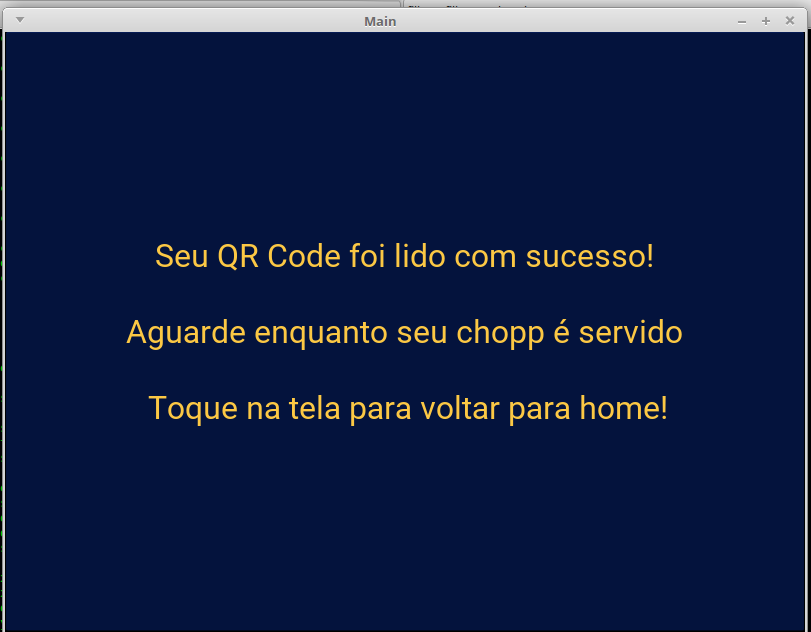 Main
Seu QR Code foi lido com sucesso!
Aguarde enquanto seu chopp é servido
Toque na tela para voltar para home!